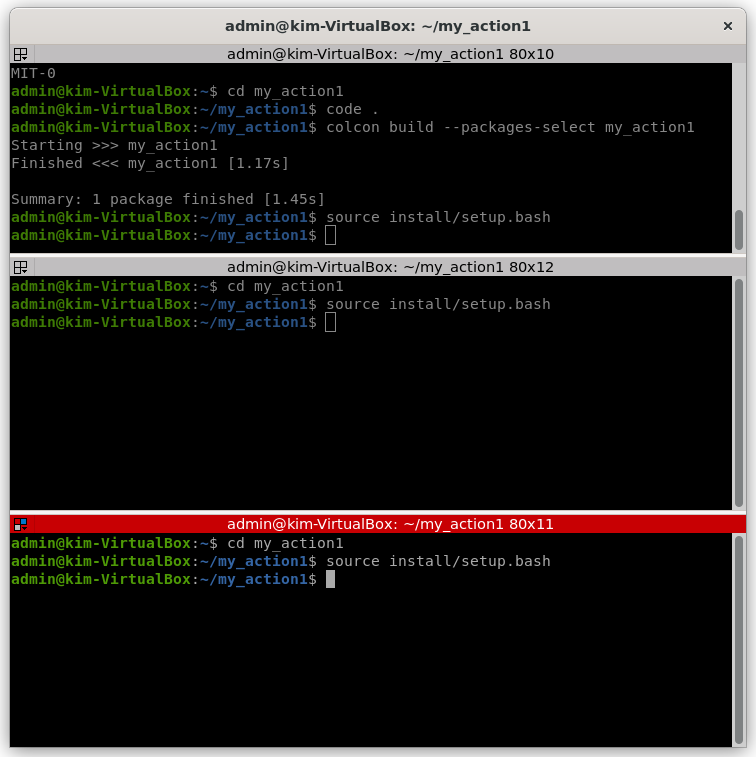 admin@kim-VirtualBox: ~/my_action1
admin@kim-VirtualBox: ~/my_action1 80x10
MIT-0
admin@kim-VirtualBox:~$ cd my_action1
admin@kim-VirtualBox:~/my_action1$ code .
admin@kim-VirtualBox:~/my_action1$ colcon build --packages-select my_action1
Starting >>> my_action1
Finished <<< my_action1 [1.17s]
Summary: 1 package finished [1.45s]
admin@kim-VirtualBox:~/my_action1$ source install/setup.bash
admin@kim-VirtualBox:~/my_action1$
admin@kim-VirtualBox: ~/my_action1 80x12
admin@kim-VirtualBox:~$ cd my_action1
admin@kim-VirtualBox:~/my_action1$ source install/setup.bash
admin@kim-VirtualBox:~/my_action1$
admin@kim-VirtualBox: ~/my_action1 80x11
admin@kim-VirtualBox:~$ cd my_action1
admin@kim-VirtualBox:~/my_action1$ source install/setup.bash
admin@kim-VirtualBox:~/my_action1$